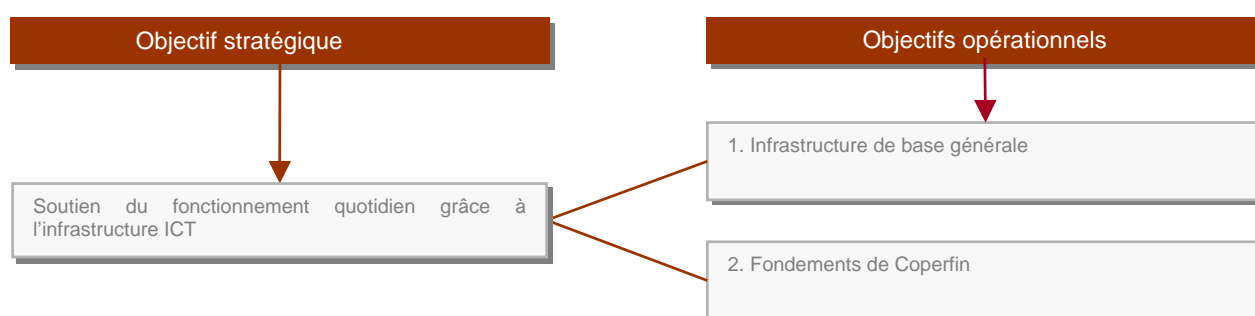 Objectif stratégique
Objectifs opérationnels
1. Infrastructure de base générale
Soutien du fonctionnement quotidien grâce à
l’infrastructure ICT
2. Fondements de Coperfin